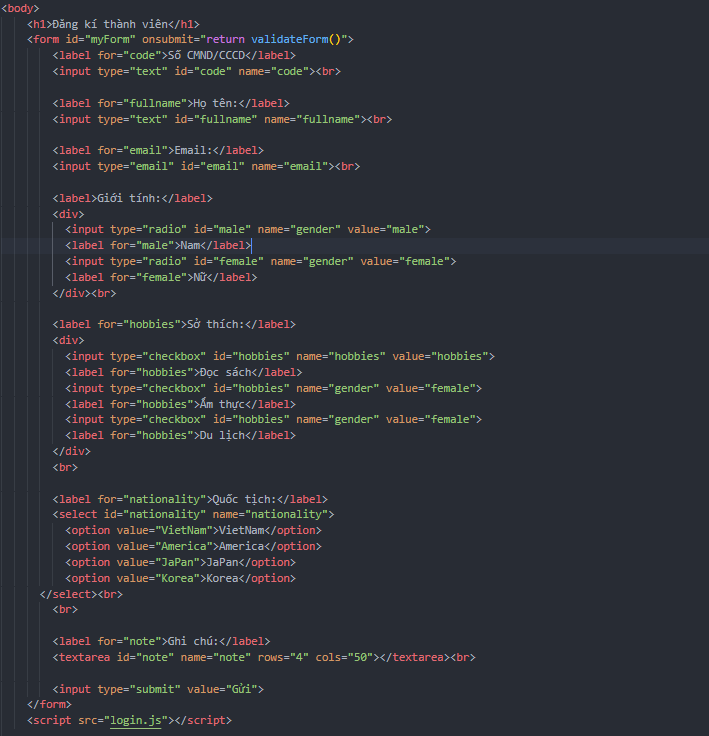 <body>
<h1>Đăng kí thành viên</h1>
<form id="myForm" onsubmit="return validateForm()">
<label for="code">Số CMND/CCCD</label>
<input type="text" id="code" name="code"><br>
<label for="fullname">Họ tên:</label>
<input type="text" id="fullname" name="fullname"><br>
<label for="email">Email:</label>
<input type="email" id="email" name="email"><br>
<label>Giới tính:</label>
<div>
<input type="radio" id="male" name="gender" value="male">
<label for="male">Nam</label>
<input type="radio" id="female" name="gender" value="female">
<label for="female">Nữ</label>
</div><br>
<label for="hobbies">Sở thích:</label>
<div>
<input type="checkbox" id="hobbies" name="hobbies" value="hobbies">
<label for="hobbies">Đọc sách</label>
<input type="checkbox" id="hobbies" name="gender" value="female">
<label for="hobbies">Ẩm thực</label>
<input type="checkbox" id="hobbies" name="gender" value="female">
<label for="hobbies">Du lịch</label>
</div>
<br>
<label for="nationality">Quốc tịch:</label>
<select id="nationality" name="nationality">
<option value="VietNam">VietNam</option>
<option value="America">America</option>
<option value="JaPan">JaPan</option>
<option value="Korea">Korea</option>
</select><br>
<br>
<label for="note">Ghi chú:</label>
<textarea id="note" name="note" rows="4" cols="50"></textarea><br>
<input type="submit" value="Gửi">
</form>
<script src="login.js"></script>